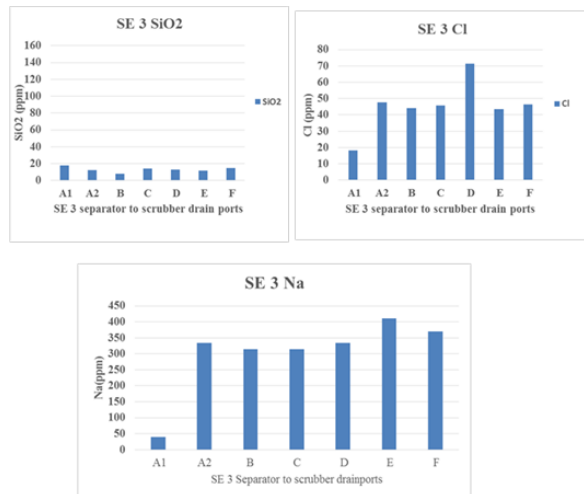 SE 3 SiO2
160
140
120
100
80
60
40
20
0
SiO2 (ppm)
A1 A2 B C D E F
SE 3 separator to scrubber drain ports
SiO2
SE 3 Cl
80
70
60
50
40
30
20
10
0
Cl (ppm)
A1 A2 B C D E F
SE 3 separator to scrubber drain ports
Cl
SE 3 Na
450
400
350
300
250
200
150
100
50
0
Na(ppm)
A1 A2 B C D E F
SE 3 Separator to scrubber drainports